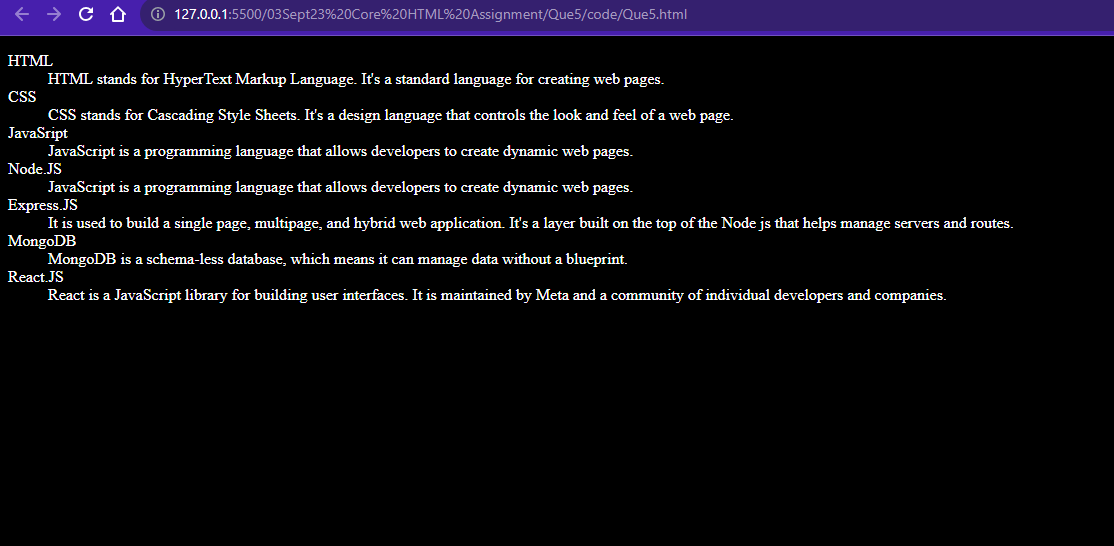 127.0.0.1:5500/03Sept23%20Core%20HTML%20Assignment/Que5/code/Que5.html
HTML
HTML stands for HyperText Markup Language. It's a standard language for creating web pages.
CSS
CSS stands for Cascading Style Sheets. It's a design language that controls the look and feel of a web page.
JavaSript
JavaScript is a programming language that allows developers to create dynamic web pages.
Node.JS
JavaScript is a programming language that allows developers to create dynamic web pages.
Express.JS
It is used to build a single page, multipage, and hybrid web application. It's a layer built on the top of the Node js that helps manage servers and routes.
MongoDB
MongoDB is a schema-less database, which means it can manage data without a blueprint.
React.JS
React is a JavaScript library for building user interfaces. It is maintained by Meta and a community of individual developers and companies.